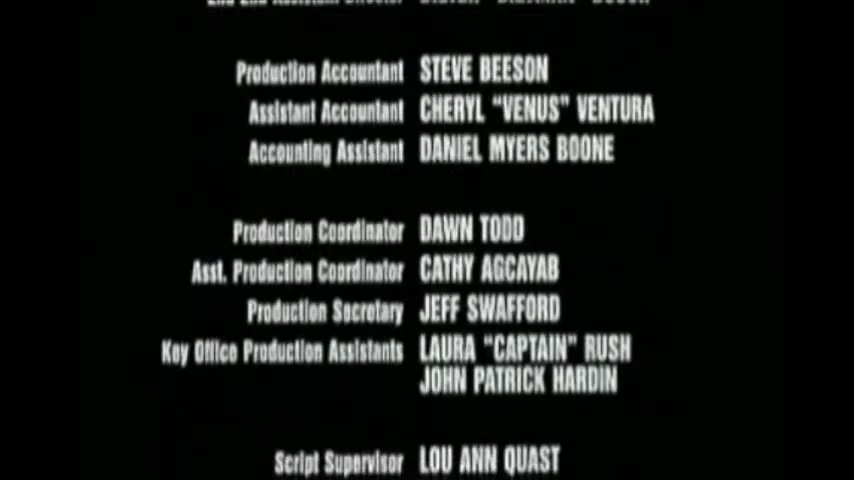 Production Accountant STEVE BEESON
Assistant Accountant CHERYL "VENUS" VENTURA
Accounting Assistant DANIEL MYERS BOONE
Production Coordinator DAWN TODD
Asst. Production Coordinator CATHY AGCAYAB
Production Secretary JEFF SWAFFORD
Key Office Production Assistants LAURA "CAPTAIN" RUSH
JOHN PATRICK HARDIN
Script Supervisor LOU ANN QUAST